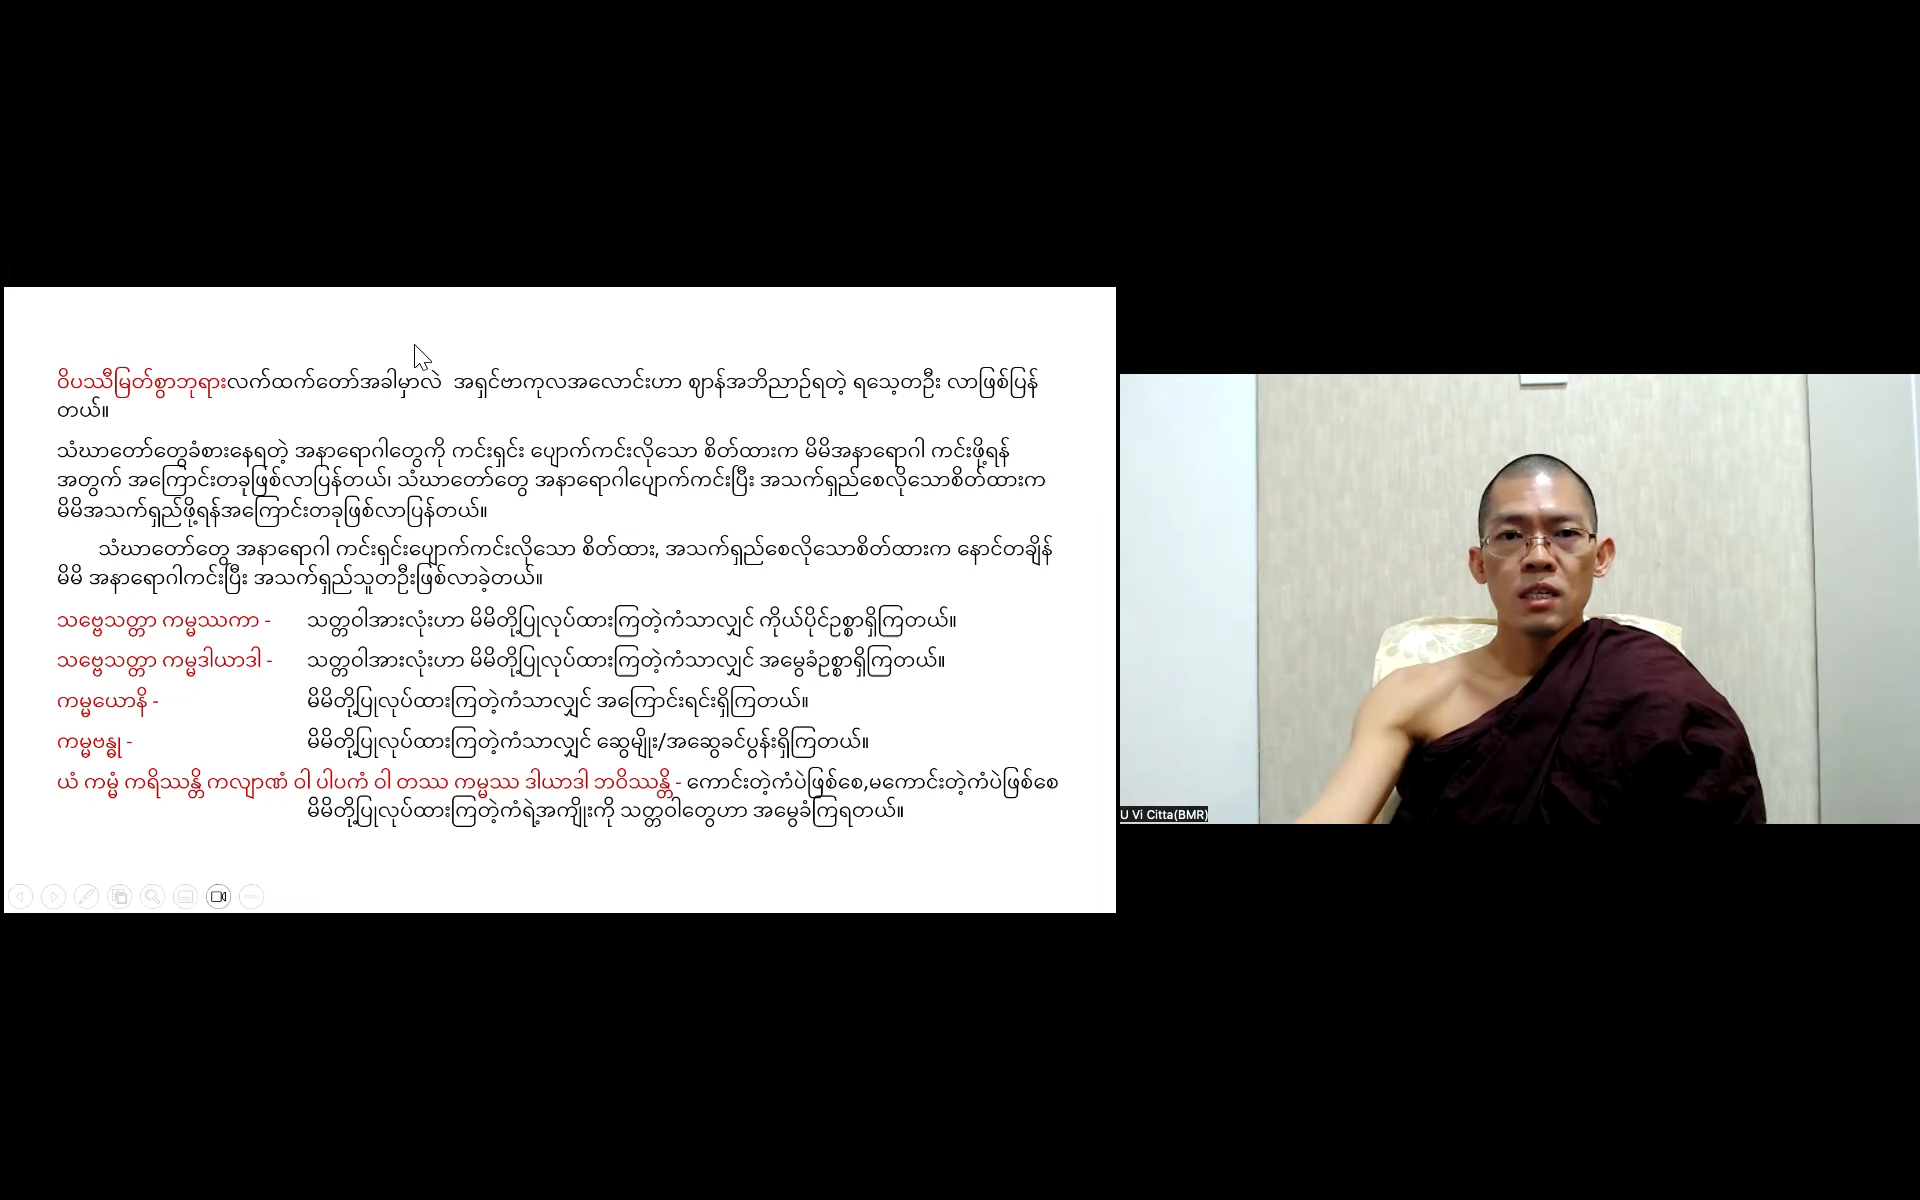 ဝိပဿီမြတ်စွာဘုရားလက်ထက်တော်အခါမှာလဲ အရှင်ဗာကုလအလောင်းဟာ ဈာန်အဘိညာဉ်ရတဲ့ ရသေ့တဦး လာဖြစ်ပြန်
တယ်။
သံဃာတော်တွေခံစားနေရတဲ့ အနာရောဂါတွေကို ကင်းရှင်း ပျောက်ကင်းလိုသော စိတ်ထားက မိမိအနာရောဂါ ကင်းဖို့ရန်
အတွက် အကြောင်းတခုဖြစ်လာပြန်တယ်၊ သံဃာတော်တွေ အနာရောဂါပျောက်ကင်းပြီး အသက်ရှည်စေလိုသောစိတ်ထားက
မိမိအသက်ရှည်ဖို့ရန်အကြောင်းတခုဖြစ်လာပြန်တယ်။
သံဃာတော်တွေ အနာရောဂါ ကင်းရှင်းပျောက်ကင်းလိုသော စိတ်ထား, အသက်ရှည်စေလိုသောစိတ်ထားက နောင်တချိန်
မိမိ အနာရောဂါကင်းပြီး အသက်ရှည်သူတဦးဖြစ်လာခဲ့တယ်။
သဗ္ဗေသတ္တာ ကမ္မဿကာ - သတ္တဝါအားလုံးဟာ မိမိတို့ပြုလုပ်ထားကြတဲ့ကံသာလျှင် ကိုယ်ပိုင်ဥစ္စာရှိကြတယ်။
သဗ္ဗေသတ္တာ ကမ္မဒါယာဒါ - သတ္တဝါအားလုံးဟာ မိမိတို့ပြုလုပ်ထားကြတဲ့ကံသာလျှင် အမွေခံဥစ္စာရှိကြတယ်။
ကမ္မယောနိ - မိမိတို့ပြုလုပ်ထားကြတဲ့ကံသာလျှင် အကြောင်းရင်းရှိကြတယ်။
ကမ္မဗန္ဓု - မိမိတို့ပြုလုပ်ထားကြတဲ့ကံသာလျှင် ဆွေမျိုး/အဆွေခင်ပွန်းရှိကြတယ်။
ယံ ကမ္မံ ကရိဿန္တိ ကလျာဏံ ဝါ ပါပကံ ဝါ တဿ ကမ္မဿ ဒါယာဒါ ဘဝိဿန္တိ - ကောင်းတဲ့ကံပဲဖြစ်စေ,မကောင်းတဲ့ကံပဲဖြစ်စေ
မိမိတို့ပြုလုပ်ထားကြတဲ့ကံရဲ့အကျိုးကို သတ္တဝါတွေဟာ အမွေခံကြရတယ်။
U Vi Citta(BMR)